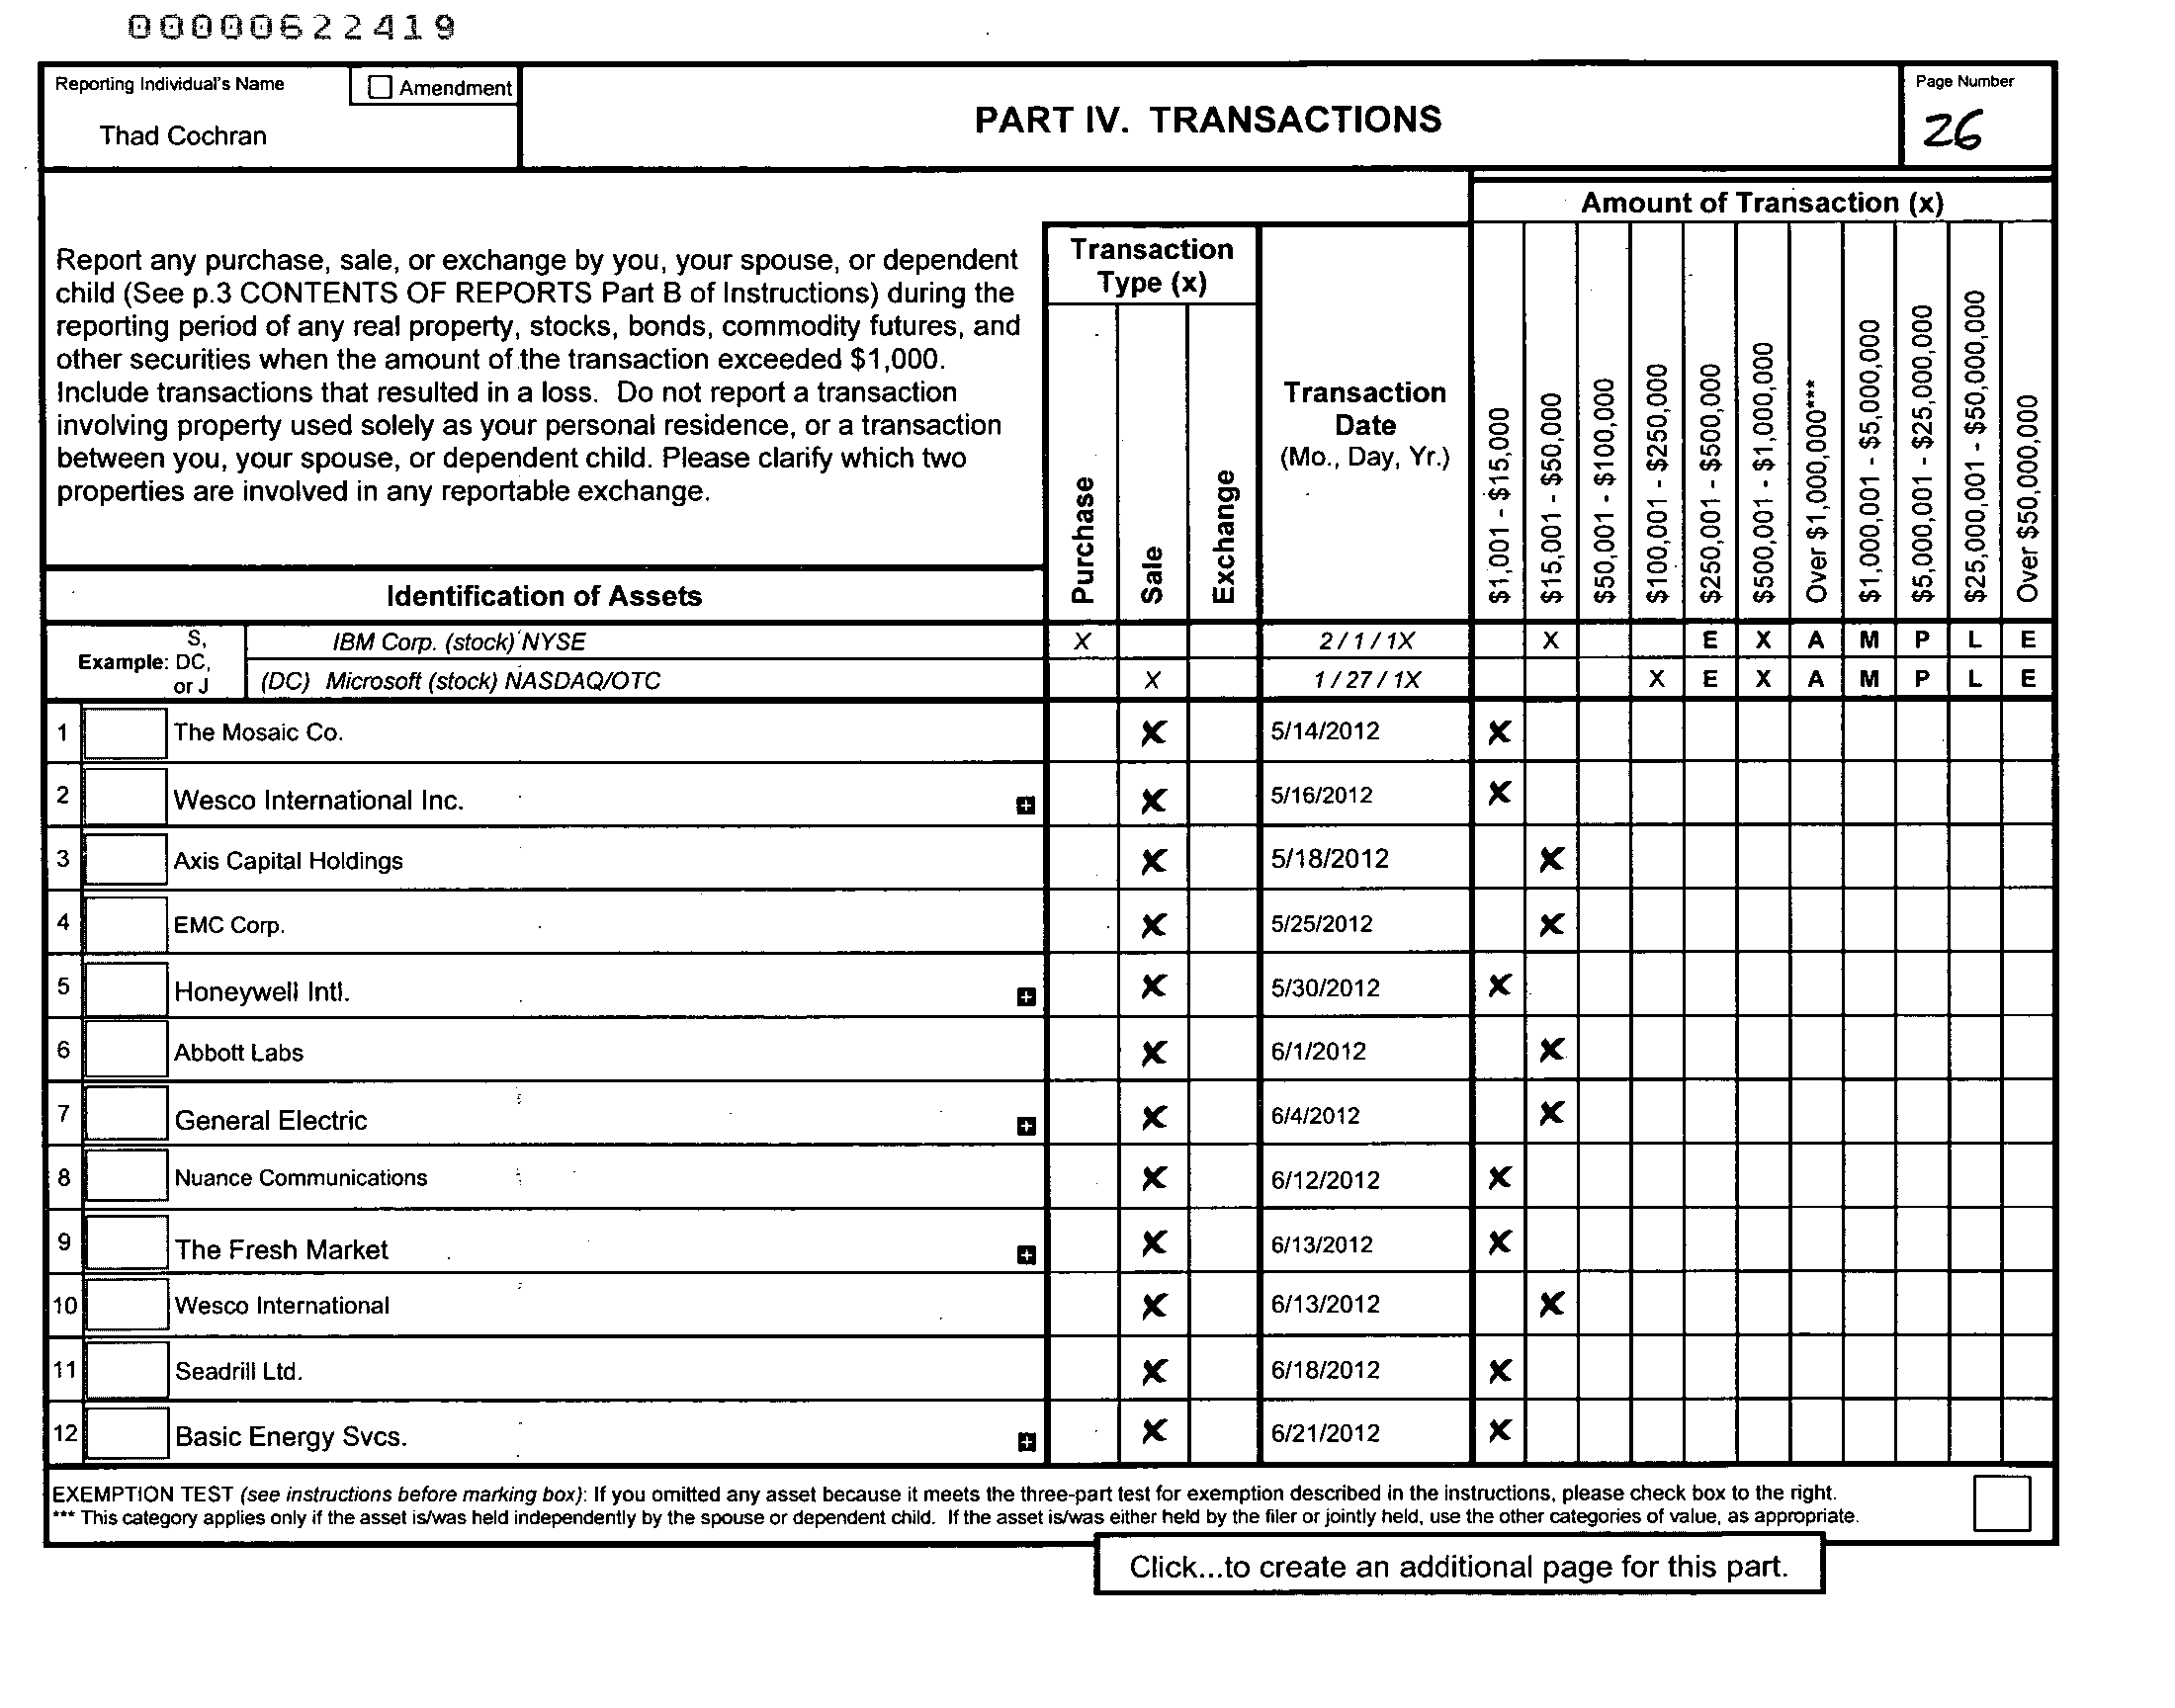 00000622419
Reporting Individual's Name
Amendment
Thad Cochran
PART IV. TRANSACTIONS
Page Number
26
Report any purchase, sale, or exchange by you, your spouse, or dependent
child (See p.3 CONTENTS OF REPORTS Part B of Instructions) during the
reporting period of any real property, stocks, bonds, commodity futures, and
other securities when the amount of the transaction exceeded $1,000.
Include transactions that resulted in a loss. Do not report a transaction
involving property used solely as your personal residence, or a transaction
between you, your spouse, or dependent child. Please clarify which two
properties are involved in any reportable exchange.
Identification of Assets
Transaction
Type (x)
Purchase
Sale
Exchange
Transaction
Date
(Mo., Day, Yr.)
Amount of Transaction (x)
$1,001 - $15,000
$15,001 - $50,000
$50,001 - $100,000
$100,001 - $250,000
$250,001 - $500,000
$500,001 - $1,000,000
Over $1,000,000***
$1,000,001 - $5,000,000
$5,000,001 - $25,000,000
$25,000,001 - $50,000,000
Over $50,000,000
Example: S,
DC,
or J
IBM Corp. (stock) NYSE X 2 / 1 / 1X X E X A M P L E
(DC) Microsoft (stock) NASDAQ/OTC X 1 / 27 / 1X X E X A M P L E
1 The Mosaic Co. X 5/14/2012 X
2 Wesco International Inc. + X 5/16/2012 X
3 Axis Capital Holdings X 5/18/2012 X
4 EMC Corp. X 5/25/2012 X
5 Honeywell Intl. + X 5/30/2012 X
6 Abbott Labs X 6/1/2012 X
7 General Electric + X 6/4/2012 X
8 Nuance Communications X 6/12/2012 X
9 The Fresh Market + X 6/13/2012 X
10 Wesco International X 6/13/2012 X
11 Seadrill Ltd. X 6/18/2012 X
12 Basic Energy Svcs. + X 6/21/2012 X
EXEMPTION TEST (see instructions before marking box): If you omitted any asset because it meets the three-part test for exemption described in the instructions, please check box to the right.
*** This category applies only if the asset is/was held independently by the spouse or dependent child. If the asset is/was either held by the filer or jointly held, use the other categories of value, as appropriate.
Click...to create an additional page for this part.